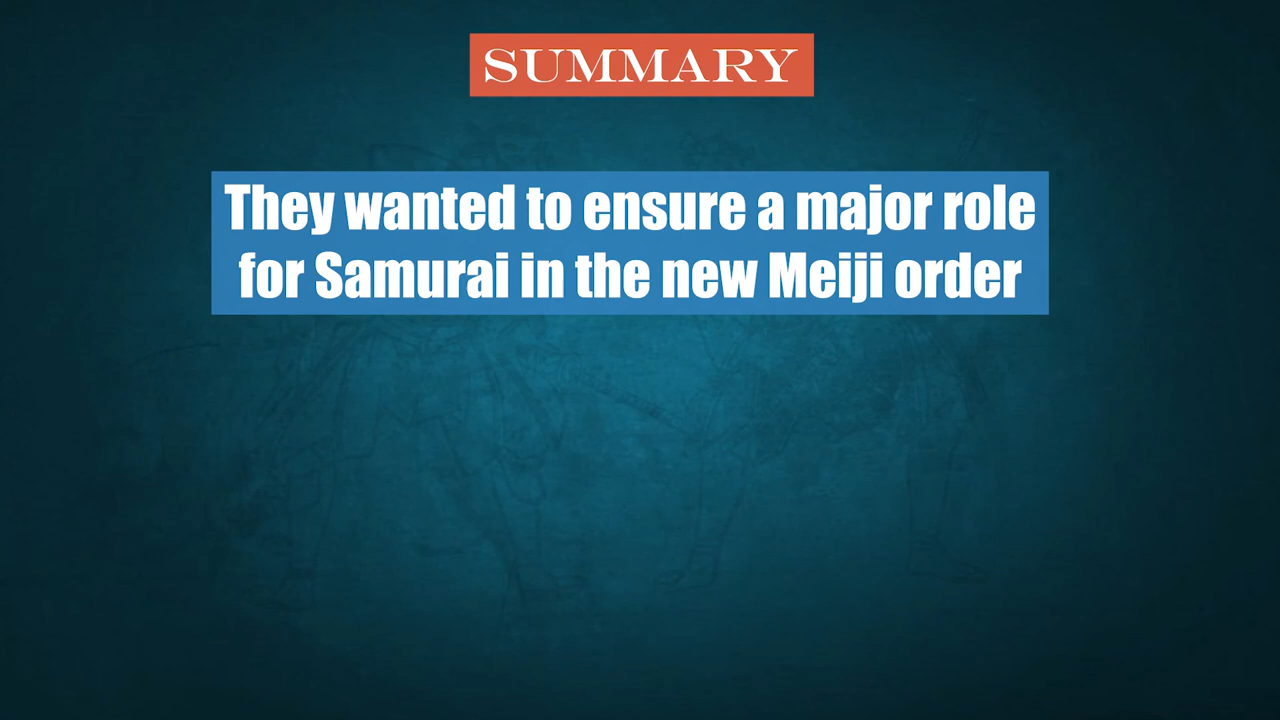 SUMMARY
They wanted to ensure a major role
for Samurai in the new Meiji order